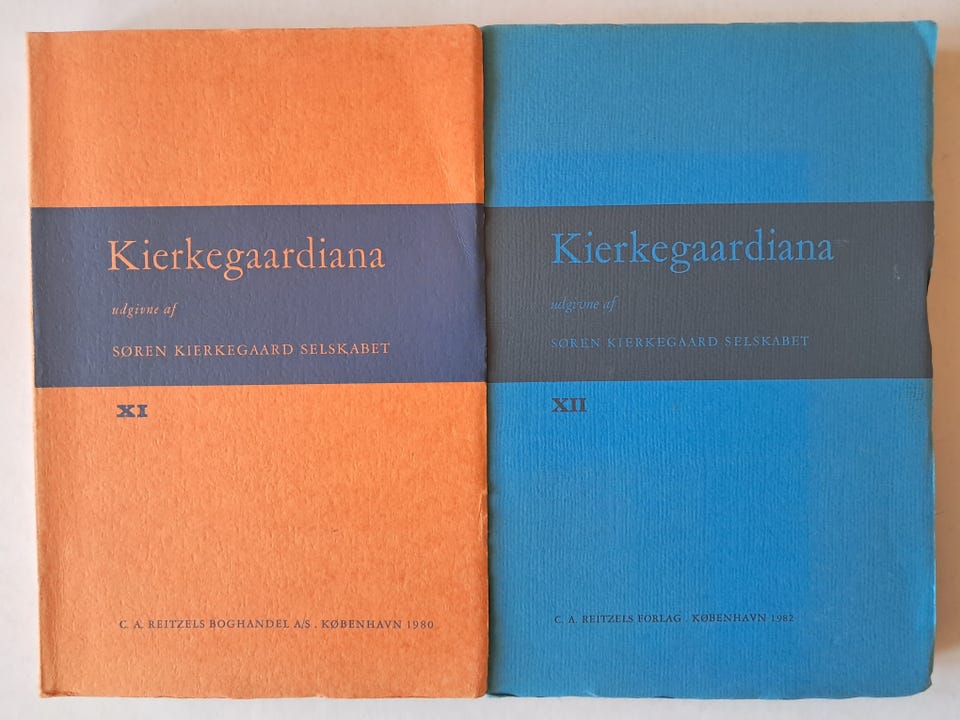 Kierkegaardiana
udgivne af
SØREN KIERKEGAARD SELSKABET
XI
C. A. REITZELS BOGHANDEL A/S . KØBENHAVN 1980
Kierkegaardiana
udgivne af
SØREN KIERKEGAARD SELSKABET
XII
C. A. REITZELS FORLAG . KØBENHAVN 1982